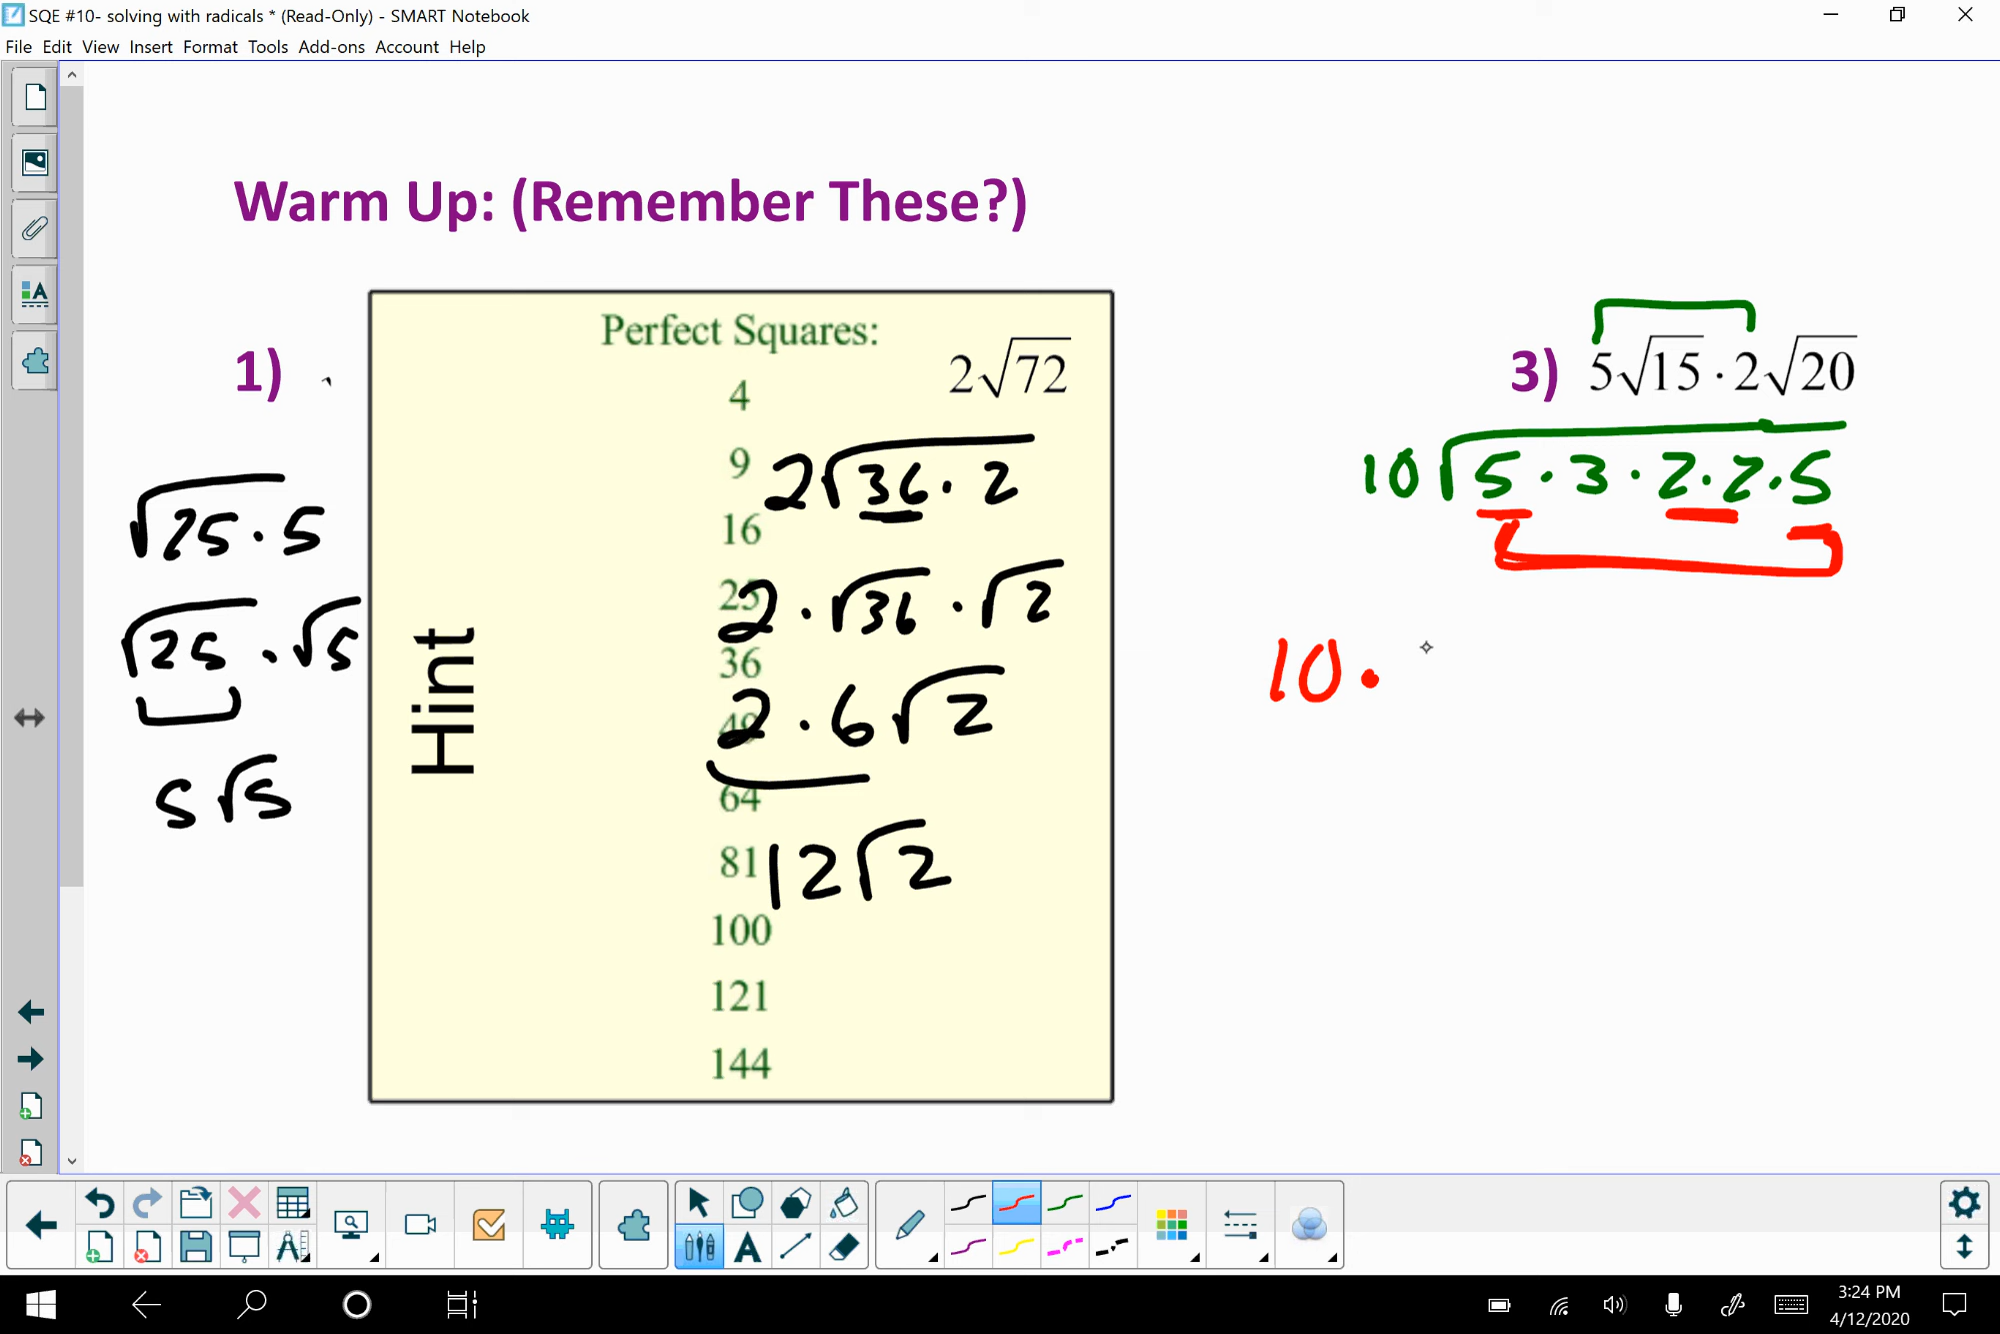 SQE #10- solving with radicals * (Read-Only) - SMART Notebook
File Edit View Insert Format Tools Add-ons Account Help
Warm Up: (Remember These?)
1)
√25 · 5
√25 · √5
5√5
Hint
Perfect Squares:
4
9
16
25
36
49
64
81
100
121
144
2√72
2√36 · 2
2 · √36 · √2
2 · 6√2
12√2
3) 5√15 · 2√20
10√5 · 3 · 2 · 2 · 5
10 ·
3:24 PM
4/12/2020